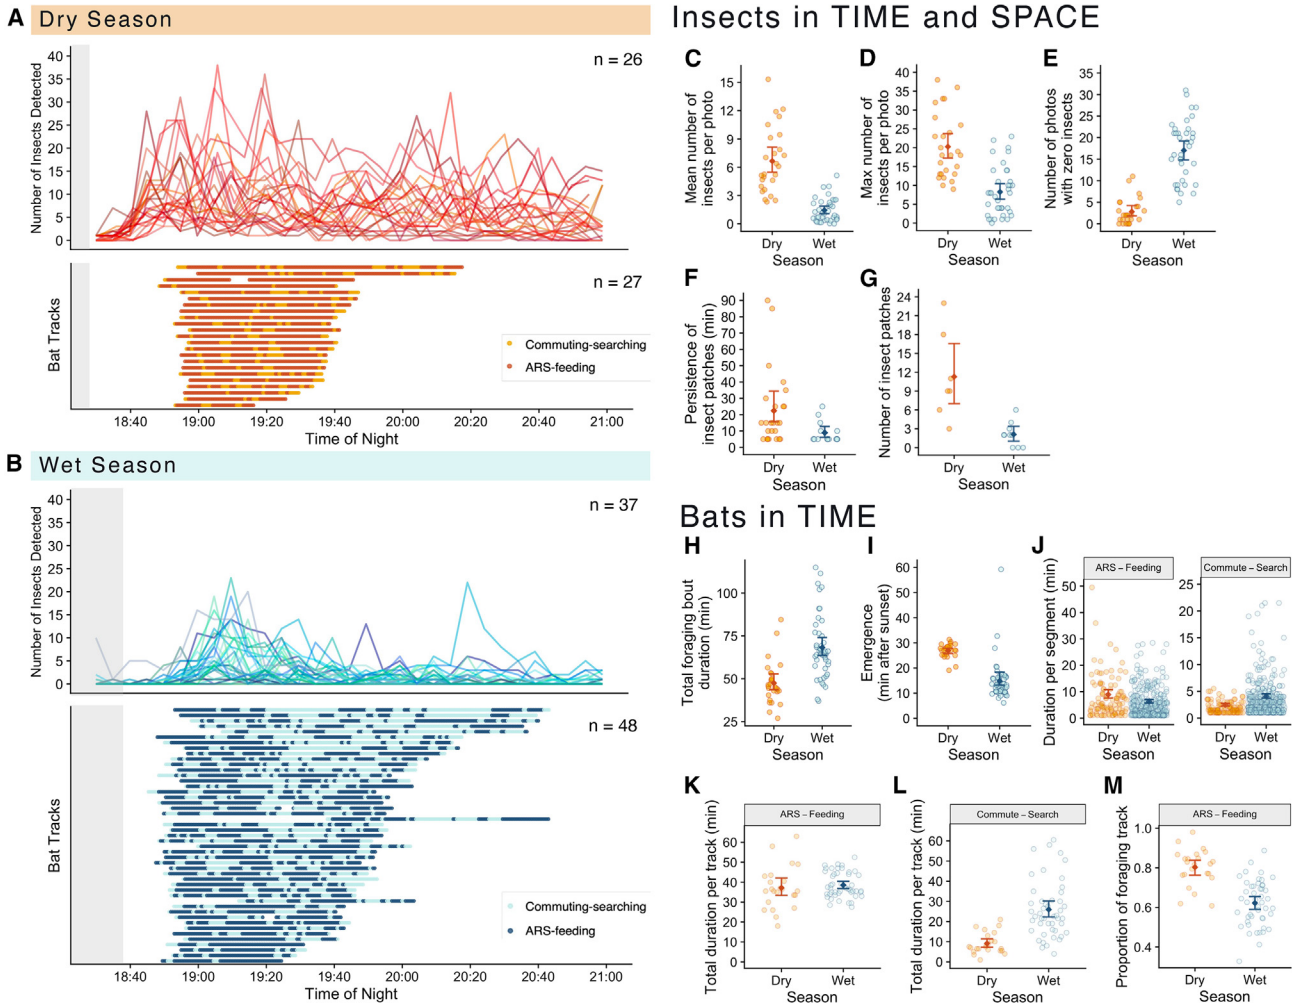 A
Dry Season
Number of Insects Detected
40
35
30
25
20
15
10
5
0
n = 26
Bat Tracks
n = 27
Commuting-searching
ARS-feeding
18:40 19:00 19:20 19:40 20:00 20:20 20:40 21:00
Time of Night
B
Wet Season
Number of Insects Detected
40
35
30
25
20
15
10
5
0
n = 37
Bat Tracks
n = 48
Commuting-searching
ARS-feeding
18:40 19:00 19:20 19:40 20:00 20:20 20:40 21:00
Time of Night
Insects in TIME and SPACE
C
Mean number of
insects per photo
15
12
9
6
3
0
Dry Wet
Season
D
Max number of
insects per photo
40
35
30
25
20
15
10
5
0
Dry Wet
Season
E
Number of photos
with zero insects
35
30
25
20
15
10
5
0
Dry Wet
Season
F
Persistence of
insect patches (min)
90
80
70
60
50
40
30
20
10
0
Dry Wet
Season
G
Number of insect patches
24
21
18
15
12
9
6
3
0
Dry Wet
Season
Bats in TIME
H
Total foraging bout
duration (min)
100
75
50
25
Dry Wet
Season
I
Emergence
(min after sunset)
60
50
40
30
20
10
0
Dry Wet
Season
J
Duration per segment (min)
ARS – Feeding
50
40
30
20
10
0
Dry Wet
Season
Commute – Search
25
20
15
10
5
0
Dry Wet
Season
K
Total duration per track (min)
ARS – Feeding
60
50
40
30
20
10
0
Dry Wet
Season
L
Total duration per track (min)
Commute – Search
60
50
40
30
20
10
0
Dry Wet
Season
M
Proportion of foraging track
ARS – Feeding
1.0
0.8
0.6
0.4
Dry Wet
Season